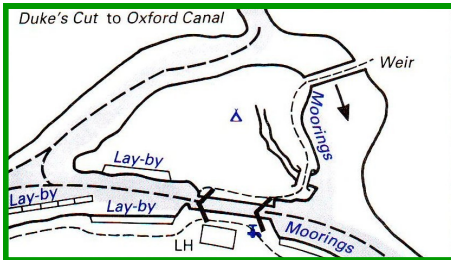 Duke's Cut to Oxford Canal
Weir
Moorings
Lay-by
Lay-by
Lay-by
LH
Moorings